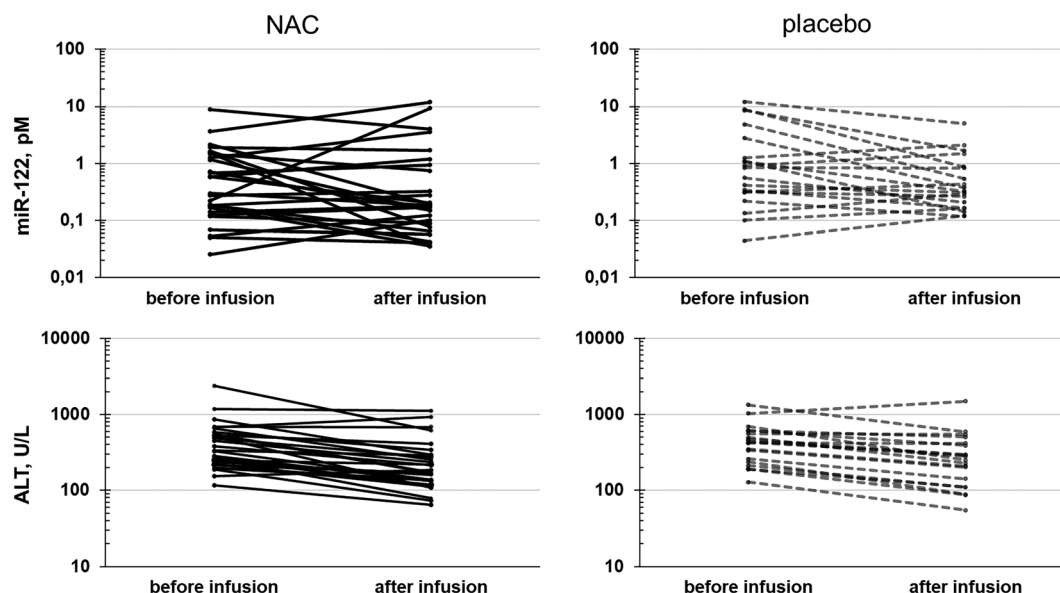 NAC
placebo
miR-122, pM
100
10
1
0,1
0,01
before infusion
after infusion
100
10
1
0,1
0,01
before infusion
after infusion
ALT, U/L
10000
1000
100
10
before infusion
after infusion
10000
1000
100
10
before infusion
after infusion